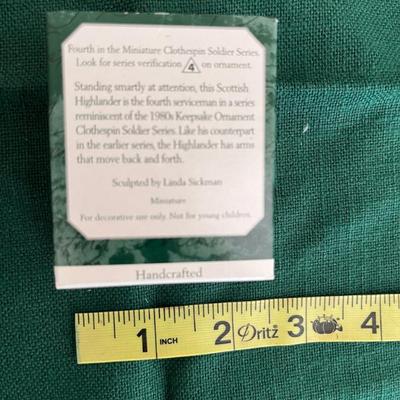 Fourth in the Miniature Clothespin Soldier Series.
Look for series verification 4 on ornament.
Standing smartly at attention, this Scottish
Highlander is the fourth serviceman in a series
reminiscent of the 1980s Keepsake Ornament
Clothespin Soldier Series. Like his counterpart
in the earlier series, the Highlander has arms
that move back and forth.
Sculpted by Linda Sickman
Miniature
For decorative use only. Not for young children.
Handcrafted
1 INCH 2 Dritz 3 4